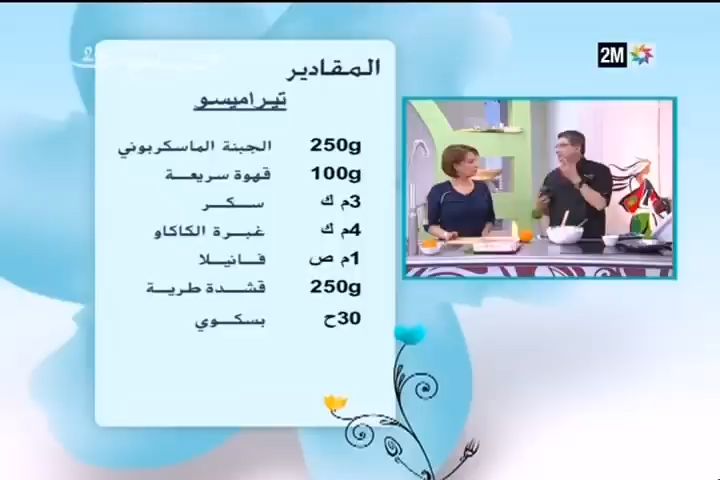 المقادير
تيراميسو
250g الجبنة الماسكربوني
100g قهوة سريعة
3م ك سكر
4م ك غبرة الكاكاو
1م ص فانيلا
250g قشدة طرية
30ح بسكوي
2M